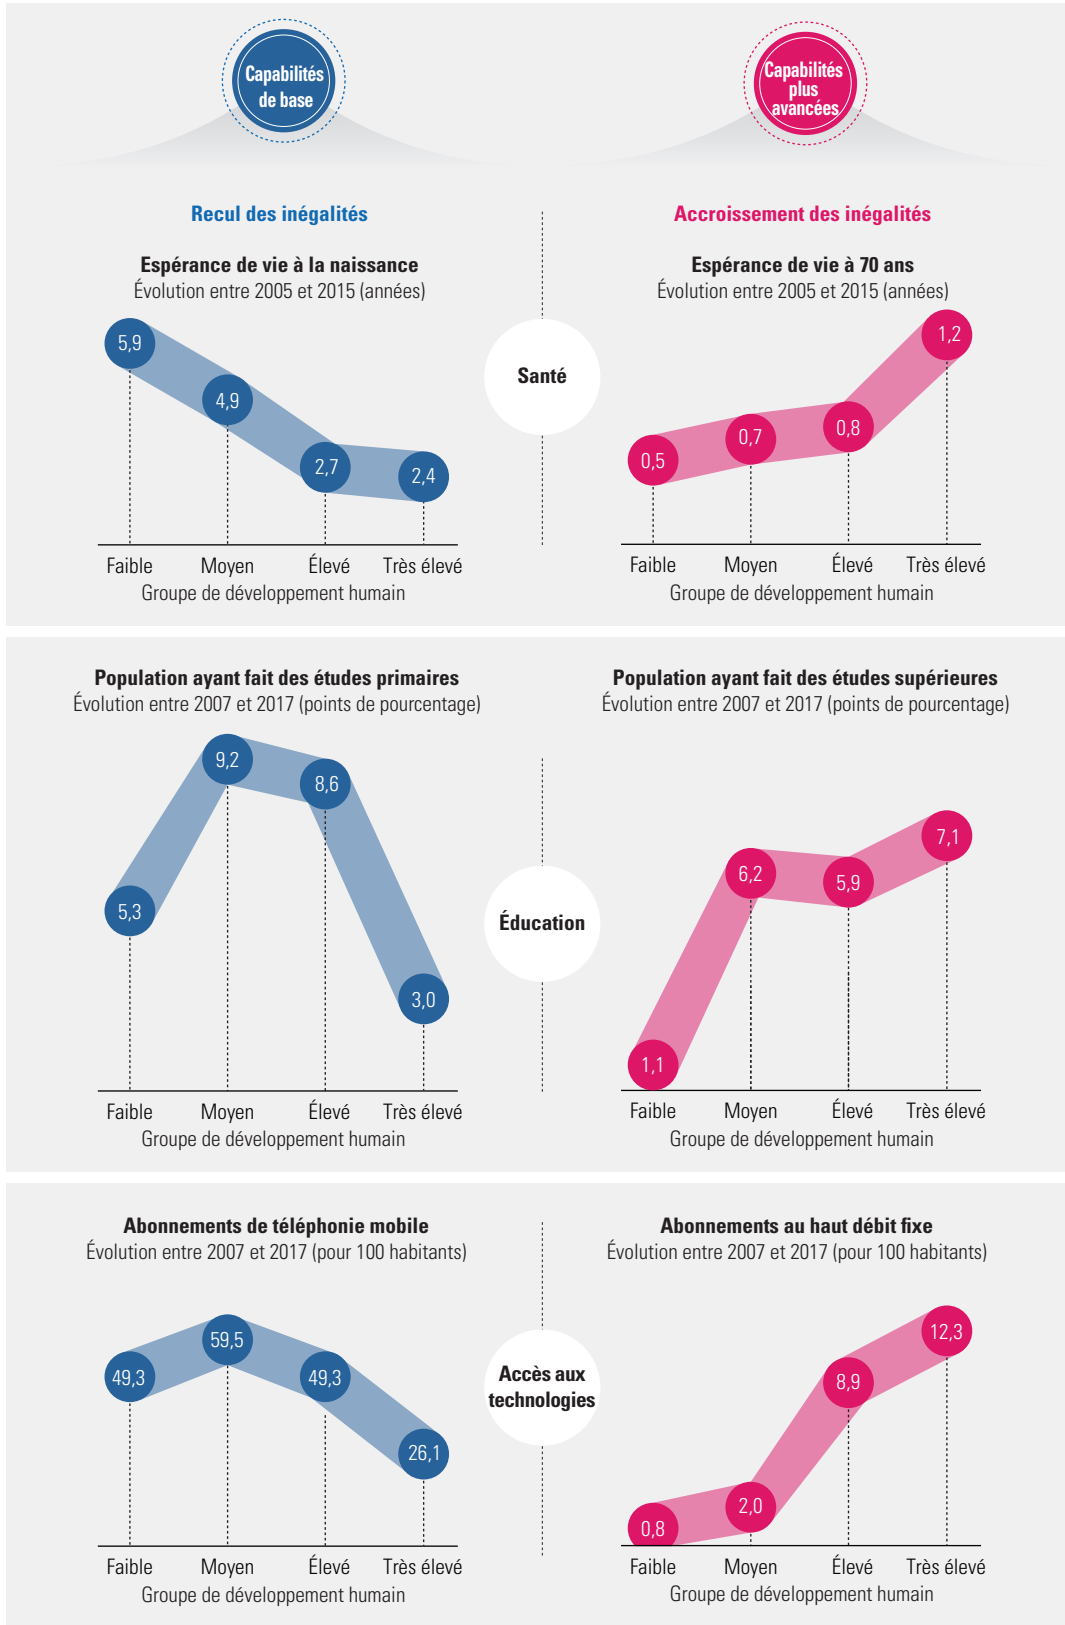 Capabilités
de base
Capabilités
plus
avancées
Recul des inégalités
Accroissement des inégalités
Espérance de vie à la naissance
Évolution entre 2005 et 2015 (années)
5,9
4,9
2,7
2,4
Faible Moyen Élevé Très élevé
Groupe de développement humain
Santé
Espérance de vie à 70 ans
Évolution entre 2005 et 2015 (années)
0,5
0,7
0,8
1,2
Faible Moyen Élevé Très élevé
Groupe de développement humain
Population ayant fait des études primaires
Évolution entre 2007 et 2017 (points de pourcentage)
5,3
9,2
8,6
3,0
Faible Moyen Élevé Très élevé
Groupe de développement humain
Éducation
Population ayant fait des études supérieures
Évolution entre 2007 et 2017 (points de pourcentage)
1,1
6,2
5,9
7,1
Faible Moyen Élevé Très élevé
Groupe de développement humain
Abonnements de téléphonie mobile
Évolution entre 2007 et 2017 (pour 100 habitants)
49,3
59,5
49,3
26,1
Faible Moyen Élevé Très élevé
Groupe de développement humain
Accès aux
technologies
Abonnements au haut débit fixe
Évolution entre 2007 et 2017 (pour 100 habitants)
0,8
2,0
8,9
12,3
Faible Moyen Élevé Très élevé
Groupe de développement humain